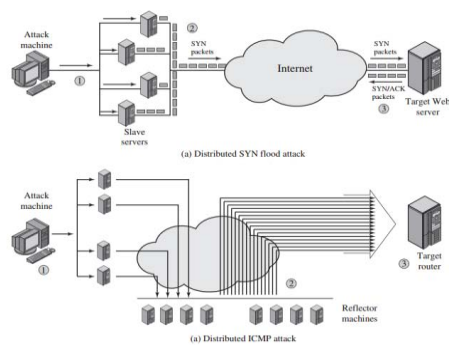 Attack
machine
①
②
SYN
packets
Internet
SYN
packets
SYN/ACK
packets
③
Target Web
server
Slave
servers
(a) Distributed SYN flood attack
Attack
machine
①
②
③
Target
router
Reflector
machines
(a) Distributed ICMP attack